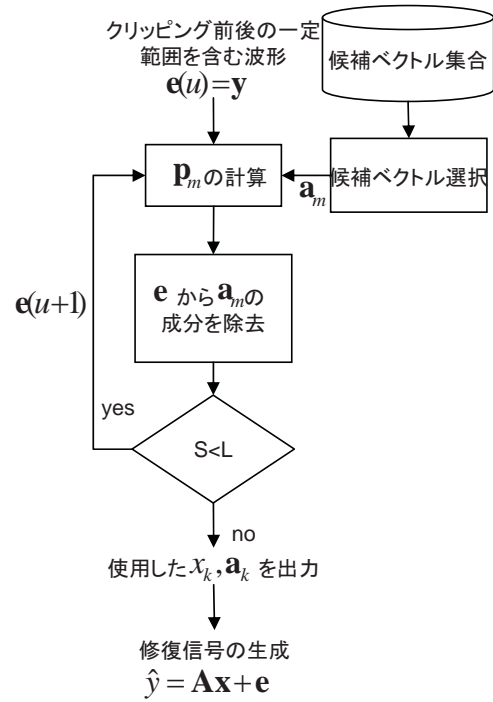 クリッピング前後の一定
範囲を含む波形
e(u)=y
候補ベクトル集合
p_mの計算
a_m
候補ベクトル選択
e から a_mの
成分を除去
e(u+1)
yes
S<L
no
使用した x_k, a_k を出力
修復信号の生成
ŷ = Ax + e